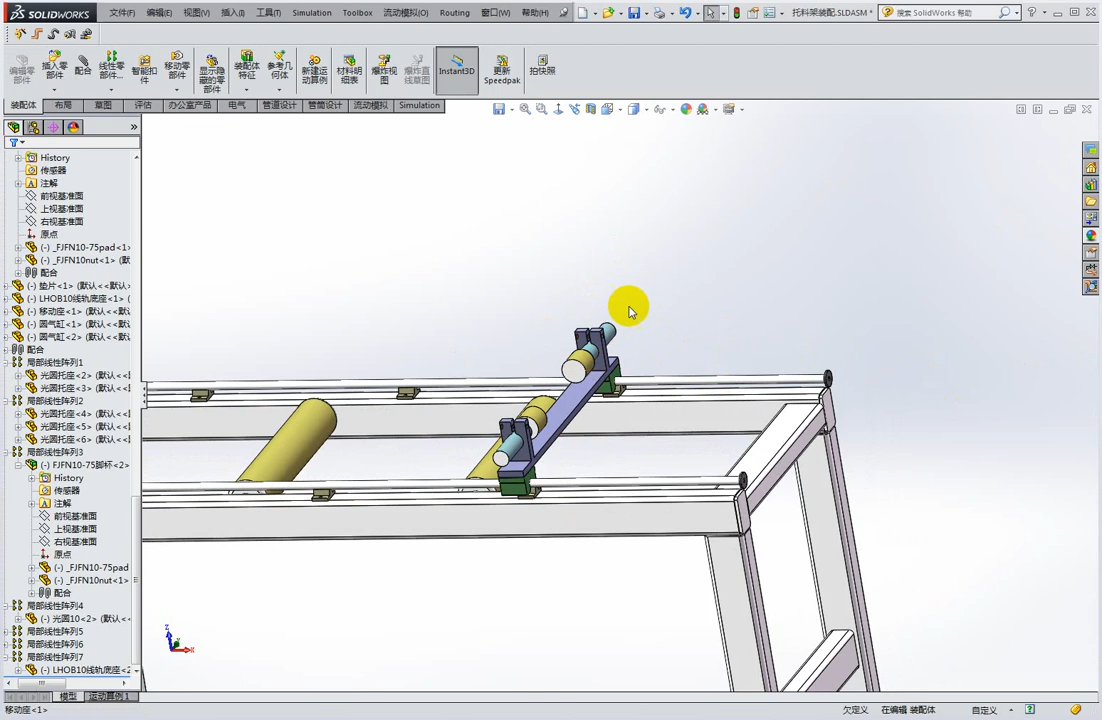 SOLIDWORKS 文件(F) 编辑(E) 视图(V) 插入(I) 工具(T) Simulation Toolbox 流动模拟(O) Routing 窗口(W) 帮助(H) 托料架装配.SLDASM * 搜索 SolidWorks 帮助
编辑零部件 插入零部件 配合 线性零部件... 智能扣件 移动零部件 显示隐藏的零部件 装配体特征 参考几何体 新建运动算例 材料明细表 爆炸视图 爆炸直线草图 Instant3D 更新Speedpak 拍快照
装配体 布局 草图 评估 办公室产品 电气 管道设计 管筒设计 流动模拟 Simulation
History
传感器
注解
前视基准面
上视基准面
右视基准面
原点
(-) _FJFN10-75pad<1>
(-) _FJFN10nut<1> (默
配合
(-) 垫片<1> (默认<<默认
(-) LHOB10线轨底座<1> (
(-) 移动座<1> (默认<<默
(-) 圆气缸<1> (默认<<默
(-) 圆气缸<2> (默认<<默
配合
局部线性阵列1
(-) 光圆托座<2> (默认<
(-) 光圆托座<3> (默认<
局部线性阵列2
(-) 光圆托座<4> (默认<
(-) 光圆托座<5> (默认<
(-) 光圆托座<6> (默认<
局部线性阵列3
(-) FJFN10-75脚杯<2>
History
传感器
注解
前视基准面
上视基准面
右视基准面
原点
(-) _FJFN10-75pad
(-) _FJFN10nut<1>
配合
局部线性阵列4
(-) 光圆10<2> (默认<<
局部线性阵列5
局部线性阵列6
局部线性阵列7
(-) LHOB10线轨底座<2
Z
X
模型 运动算例 1
移动座<1> 欠定义 在编辑 装配体 自定义